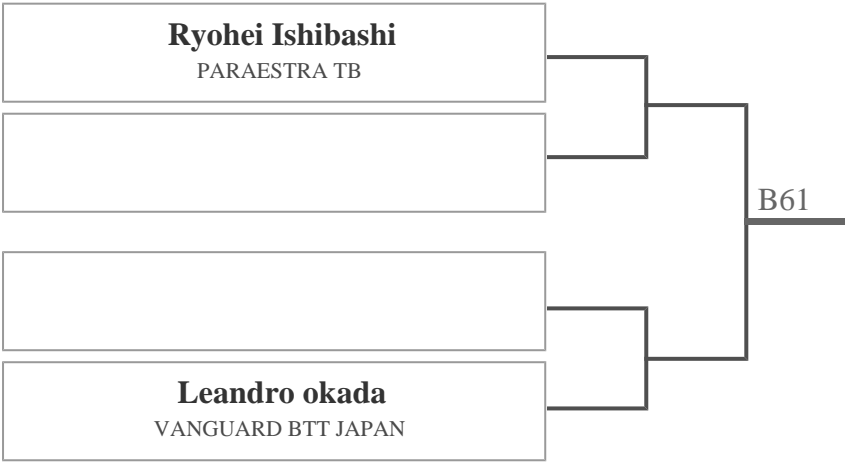 Ryohei Ishibashi
PARAESTRA TB
B61
Leandro okada
VANGUARD BTT JAPAN